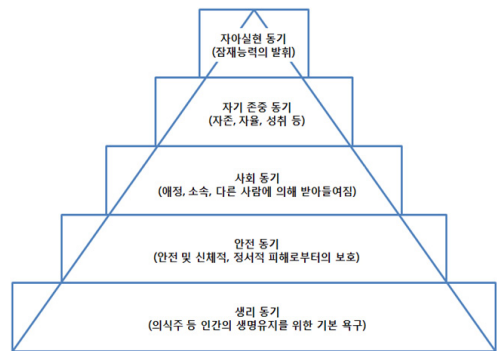 자아실현 동기
(잠재능력의 발휘)
자기 존중 동기
(자존, 자율, 성취 등)
사회 동기
(애정, 소속, 다른 사람에 의해 받아들여짐)
안전 동기
(안전 및 신체적, 정서적 피해로부터의 보호)
생리 동기
(의식주 등 인간의 생명유지를 위한 기본 욕구)